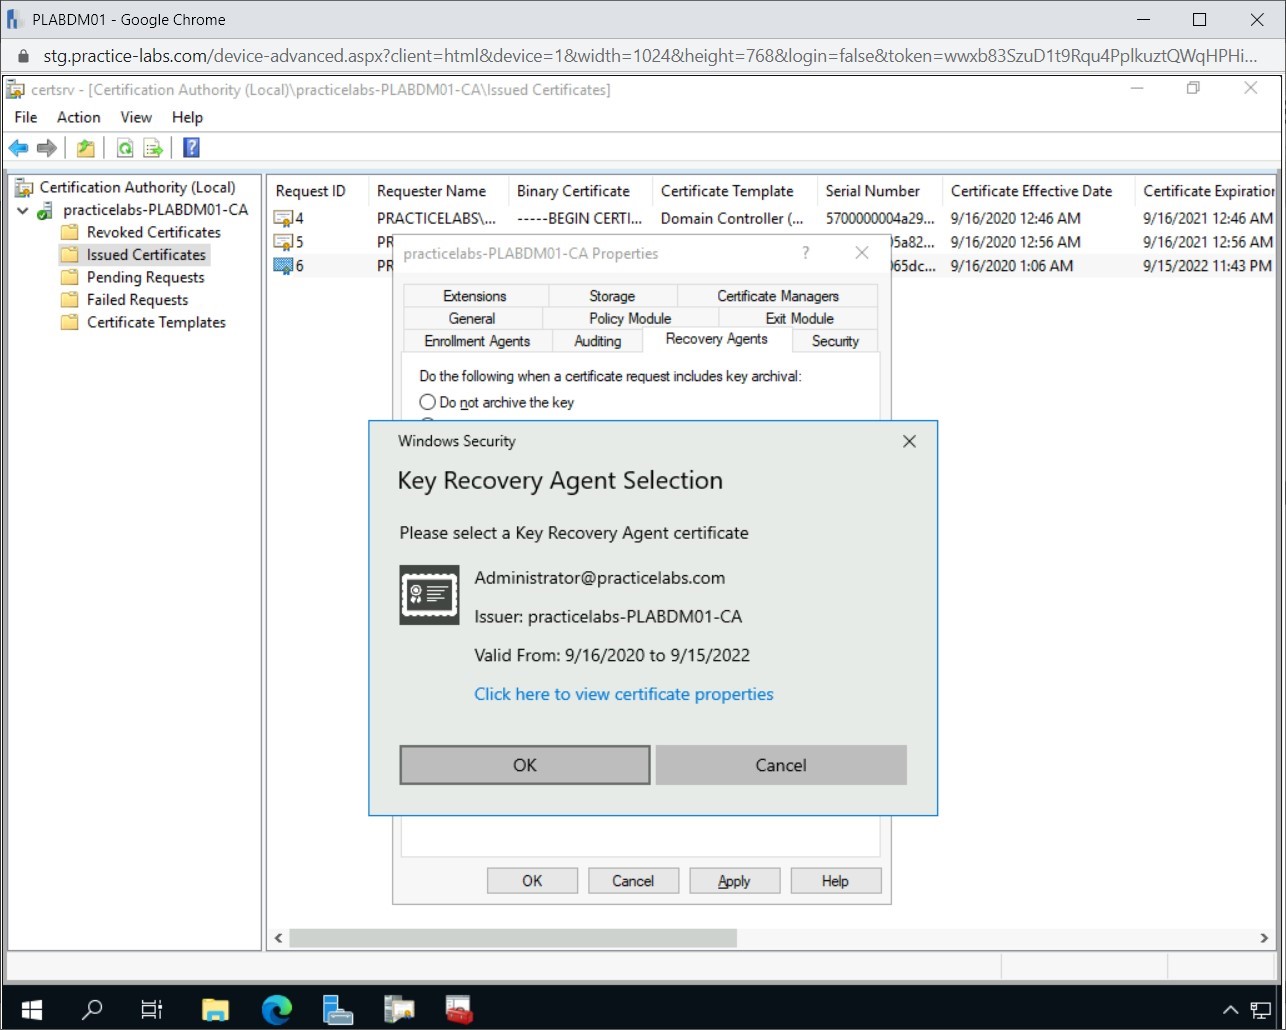 PLABDM01 - Google Chrome
stg.practice-labs.com/device-advanced.aspx?client=html&device=1&width=1024&height=768&login=false&token=wwxb83SzuD1t9Rqu4PplkuztQWqHPHi...
certsrv - [Certification Authority (Local)\practicelabs-PLABDM01-CA\Issued Certificates]
File Action View Help
Certification Authority (Local)
practicelabs-PLABDM01-CA
Revoked Certificates
Issued Certificates
Pending Requests
Failed Requests
Certificate Templates
Request ID Requester Name Binary Certificate Certificate Template Serial Number Certificate Effective Date Certificate Expiration
4 PRACTICELABS\... -----BEGIN CERTI... Domain Controller (... 5700000004a29... 9/16/2020 12:46 AM 9/16/2021 12:46 AM
5 PR 05a82... 9/16/2020 12:56 AM 9/16/2021 12:56 AM
6 PR 065dc... 9/16/2020 1:06 AM 9/15/2022 11:43 PM
practicelabs-PLABDM01-CA Properties ?
Extensions Storage Certificate Managers
General Policy Module Exit Module
Enrollment Agents Auditing Recovery Agents Security
Do the following when a certificate request includes key archival:
Do not archive the key
Windows Security
Key Recovery Agent Selection
Please select a Key Recovery Agent certificate
Administrator@practicelabs.com
Issuer: practicelabs-PLABDM01-CA
Valid From: 9/16/2020 to 9/15/2022
Click here to view certificate properties
OK Cancel
OK Cancel Apply Help